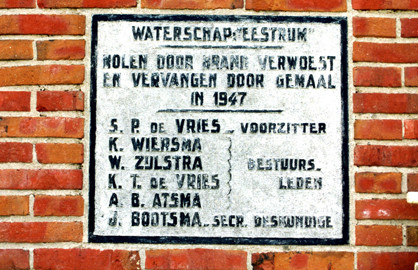 WATERSCHAP: "EESTRUM"
MOLEN DOOR BRAND VERWOEST
EN VERVANGEN DOOR GEMAAL
IN 1947
S. P. DE VRIES _ VOORZITTER
K. WIERSMA
W. ZIJLSTRA BESTUURS_
K. T. DE VRIES LEDEN
A. B. ATSMA
J. BOOTSMA _ SECR. DESKUNDIGE